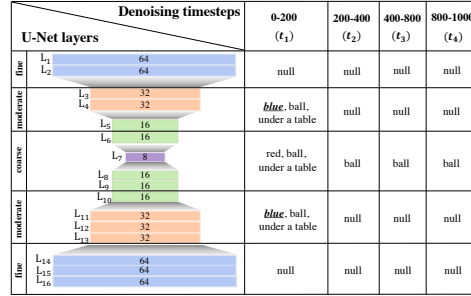 Denoising timesteps
U-Net layers
0-200
(t₁)
200-400
(t₂)
400-800
(t₃)
800-1000
(t₄)
fine
L₁ 64
L₂ 64
null null null null
moderate
L₃ 32
L₄ 32
L₅ 16
blue, ball,
under a table
null null null
coarse
L₆ 16
L₇ 8
L₈ 16
L₉ 16
L₁₀ 16
red, ball,
under a table
ball ball ball
moderate
L₁₁ 32
L₁₂ 32
L₁₃ 32
blue, ball,
under a table
null null null
fine
L₁₄ 64
L₁₅ 64
L₁₆ 64
null null null null